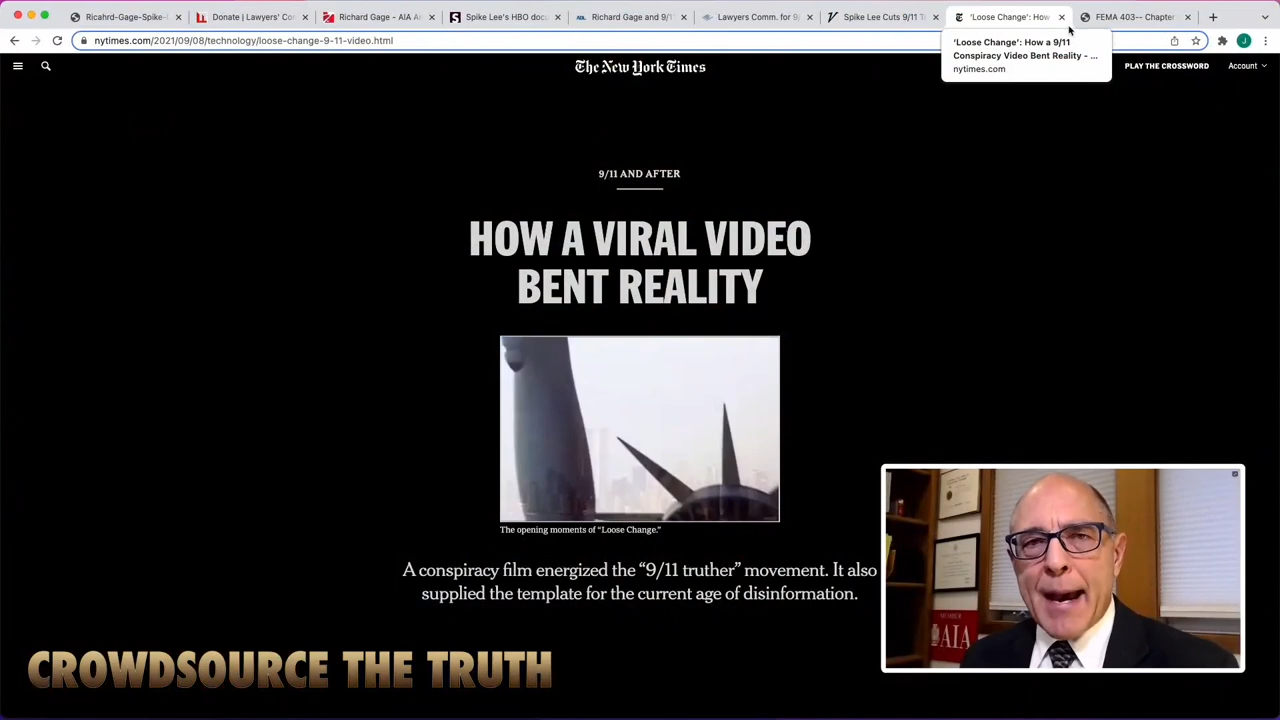 Ricahrd-Gage-Spike-
Donate | Lawyers' Co
Richard Gage – AIA A
Spike Lee's HBO doc
ADL
Richard Gage and 9/
Lawyers Comm. for 9/
Spike Lee Cuts 9/11 T
'Loose Change': How
FEMA 403-- Chapter
nytimes.com/2021/09/08/technology/loose-change-9-11-video.html
J
'Loose Change': How a 9/11
Conspiracy Video Bent Reality - ...
nytimes.com
The New York Times
PLAY THE CROSSWORD
Account
9/11 AND AFTER
HOW A VIRAL VIDEO
BENT REALITY
The opening moments of "Loose Change."
A conspiracy film energized the "9/11 truther" movement. It also
supplied the template for the current age of disinformation.
AIA
CROWDSOURCE THE TRUTH